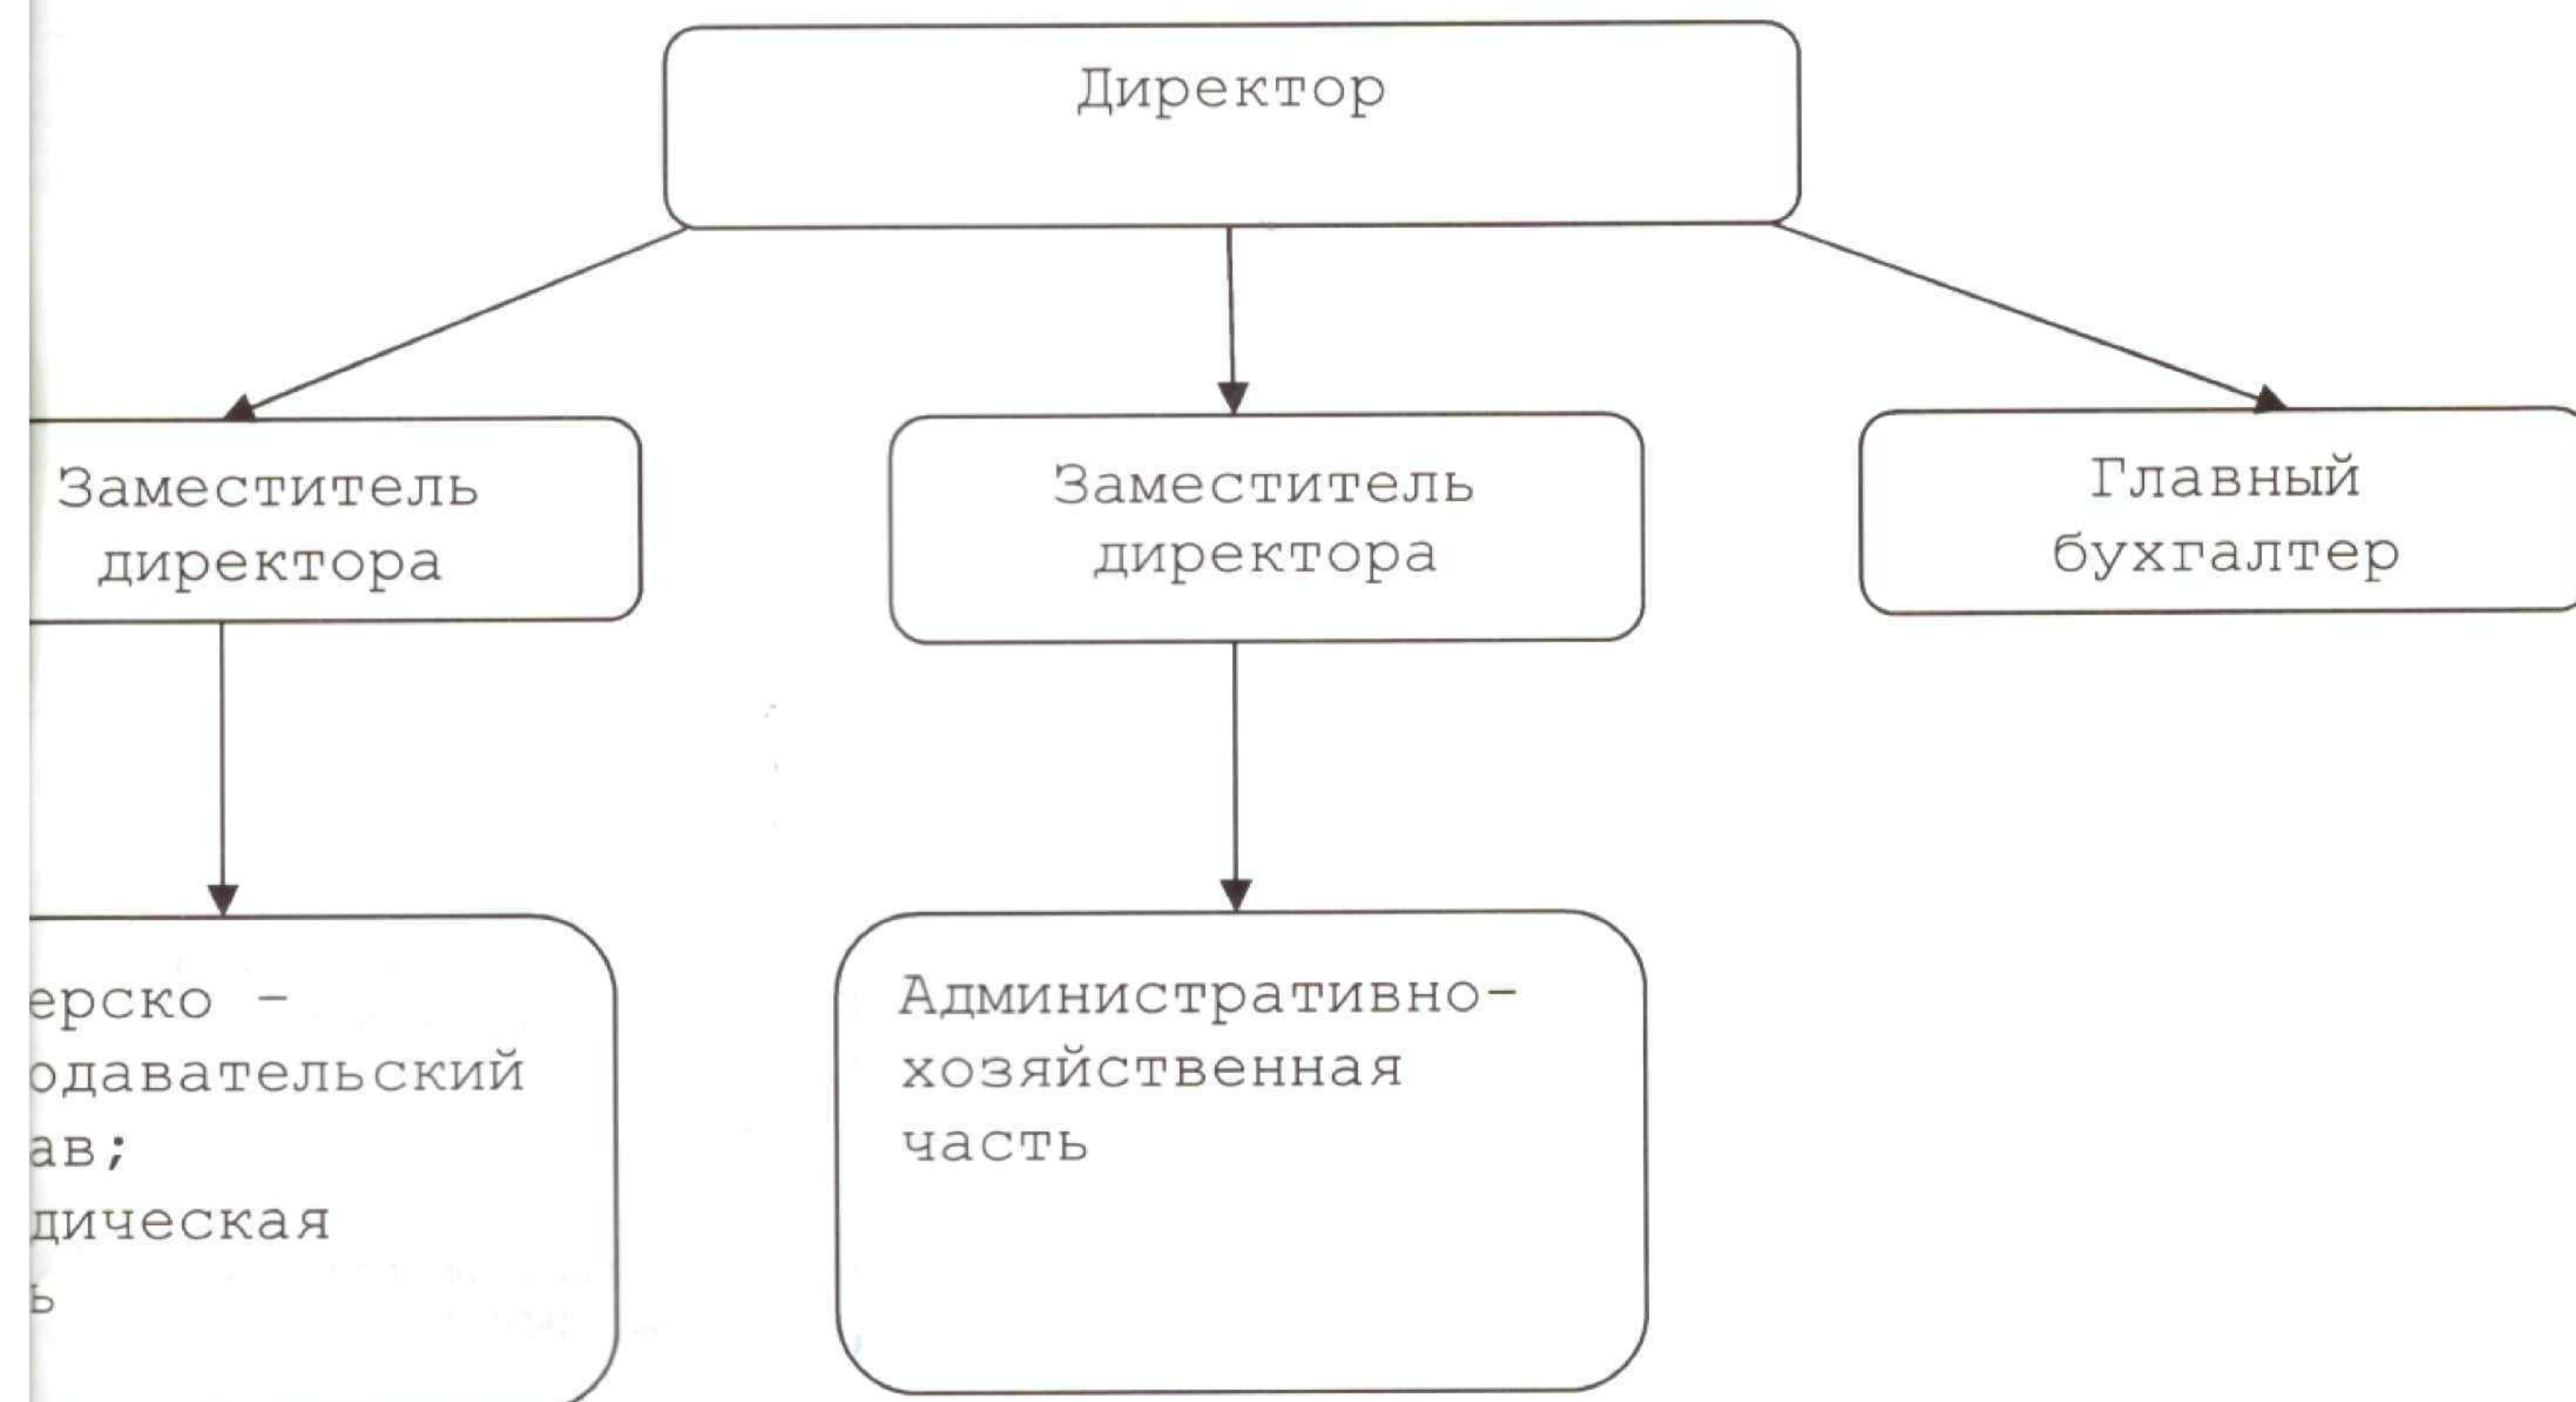 Директор
Заместитель
директора
Заместитель
директора
Главный
бухгалтер
ерско –
одавательский
ав;
дическая
ь
Административно-
хозяйственная
часть